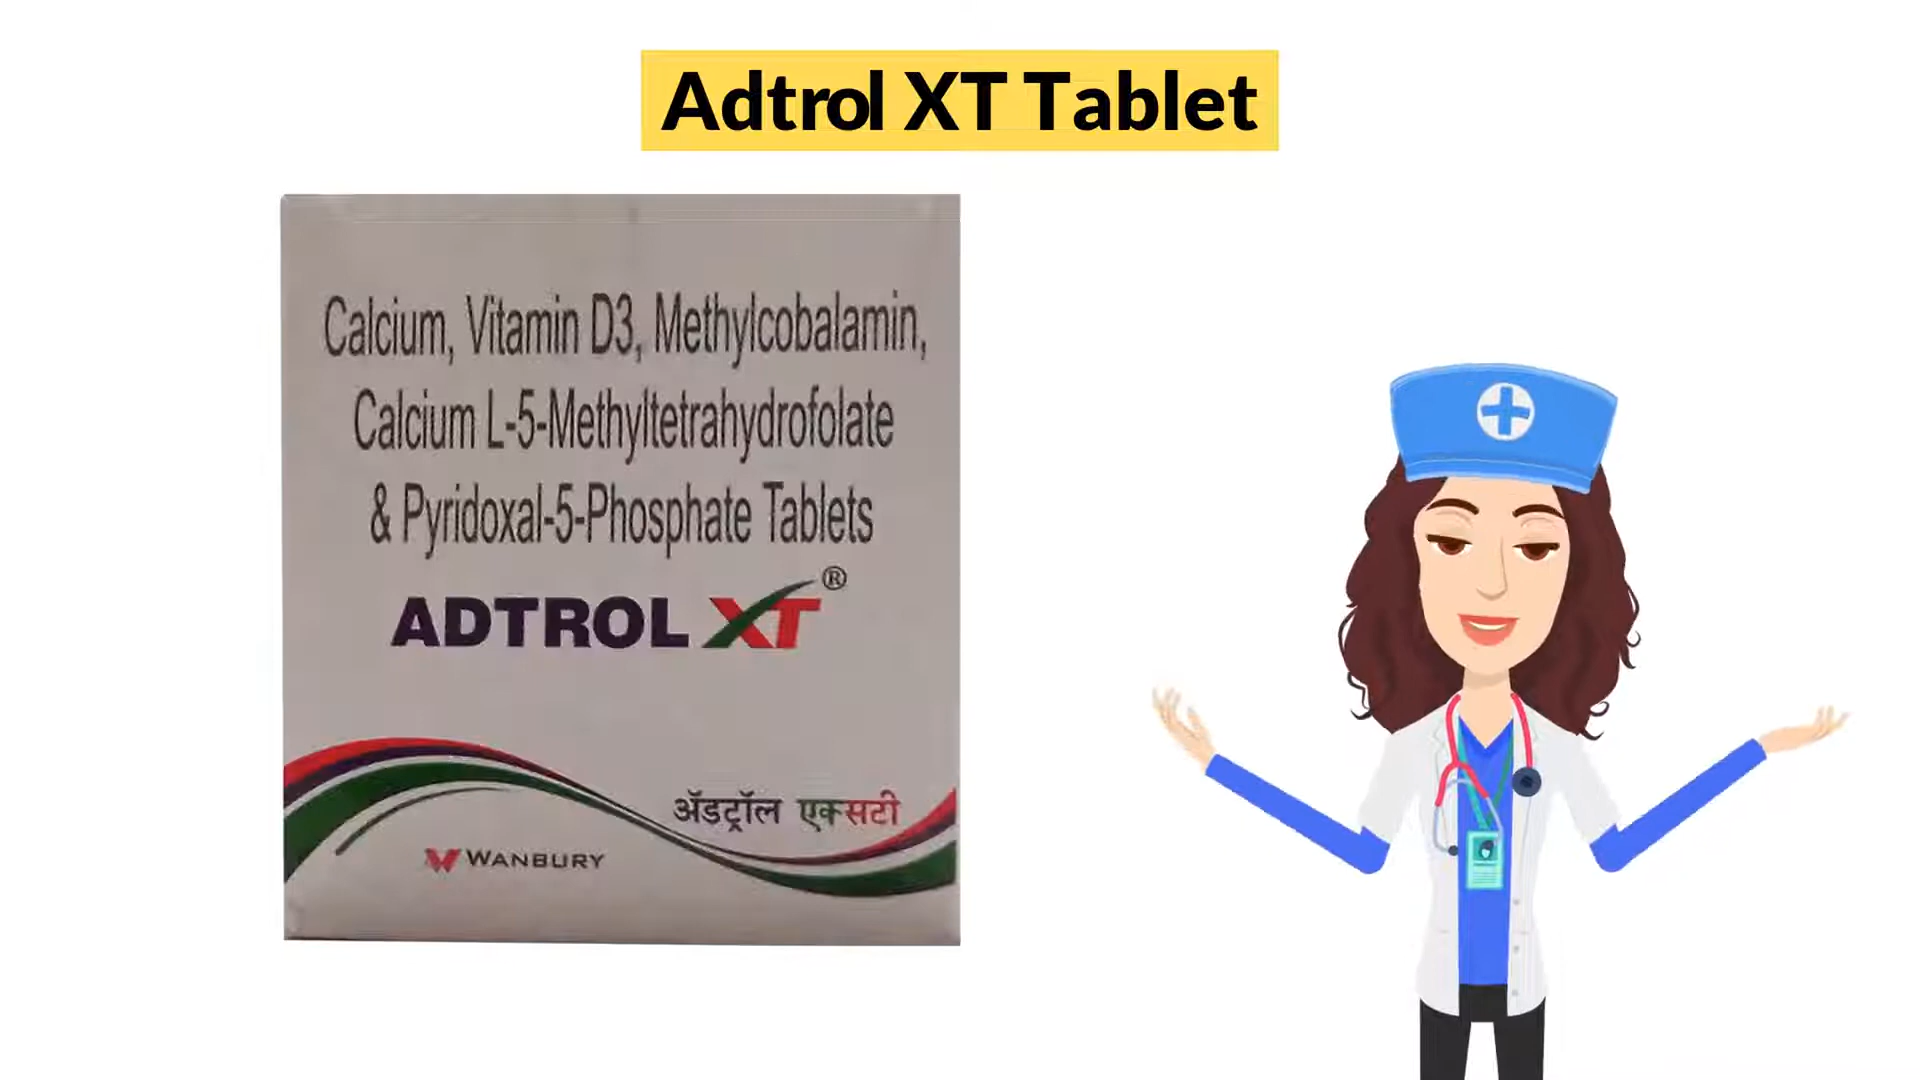 Adtrol XT Tablet
Calcium, Vitamin D3, Methylcobalamin,
Calcium L-5-Methyltetrahydrofolate
& Pyridoxal-5-Phosphate Tablets
ADTROL XT®
ॲडट्रॉल एक्सटी
WANBURY